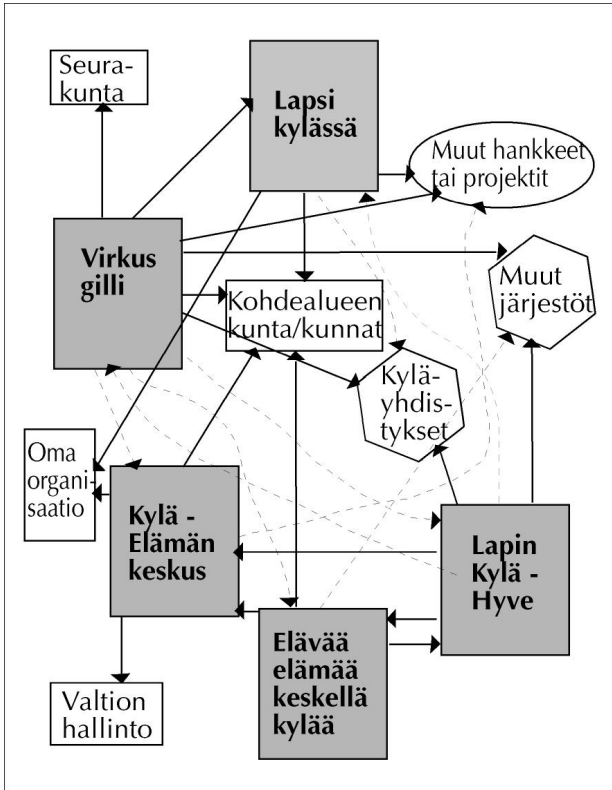 Seura-
kunta
Lapsi
kylässä
Muut hankkeet
tai projektit
Virkus
gilli
Muut
järjestöt
Kohdealueen
kunta/kunnat
Kylä-
yhdis-
tykset
Oma
organi-
saatio
Kylä -
Elämän
keskus
Lapin
Kylä -
Hyve
Elävää
elämää
keskellä
kylää
Valtion
hallinto